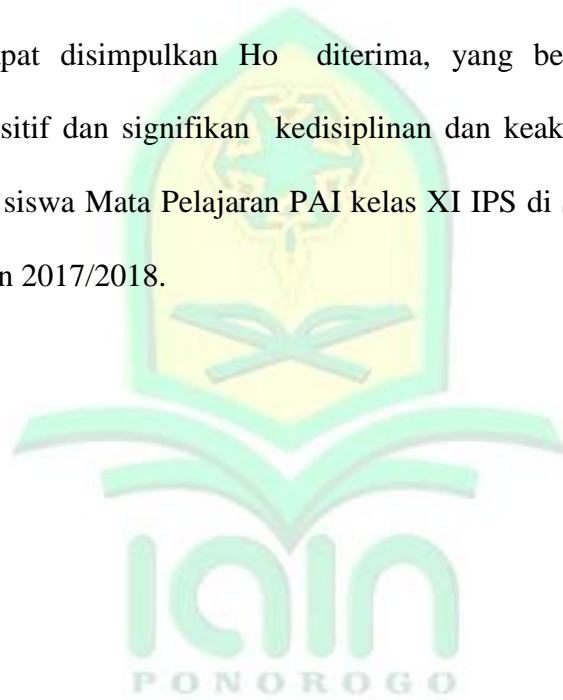 pat disimpulkan Ho diterima, yang be
sitif dan signifikan kedisiplinan dan keak
siswa Mata Pelajaran PAI kelas XI IPS di
n 2017/2018.
iain
PONOROGO